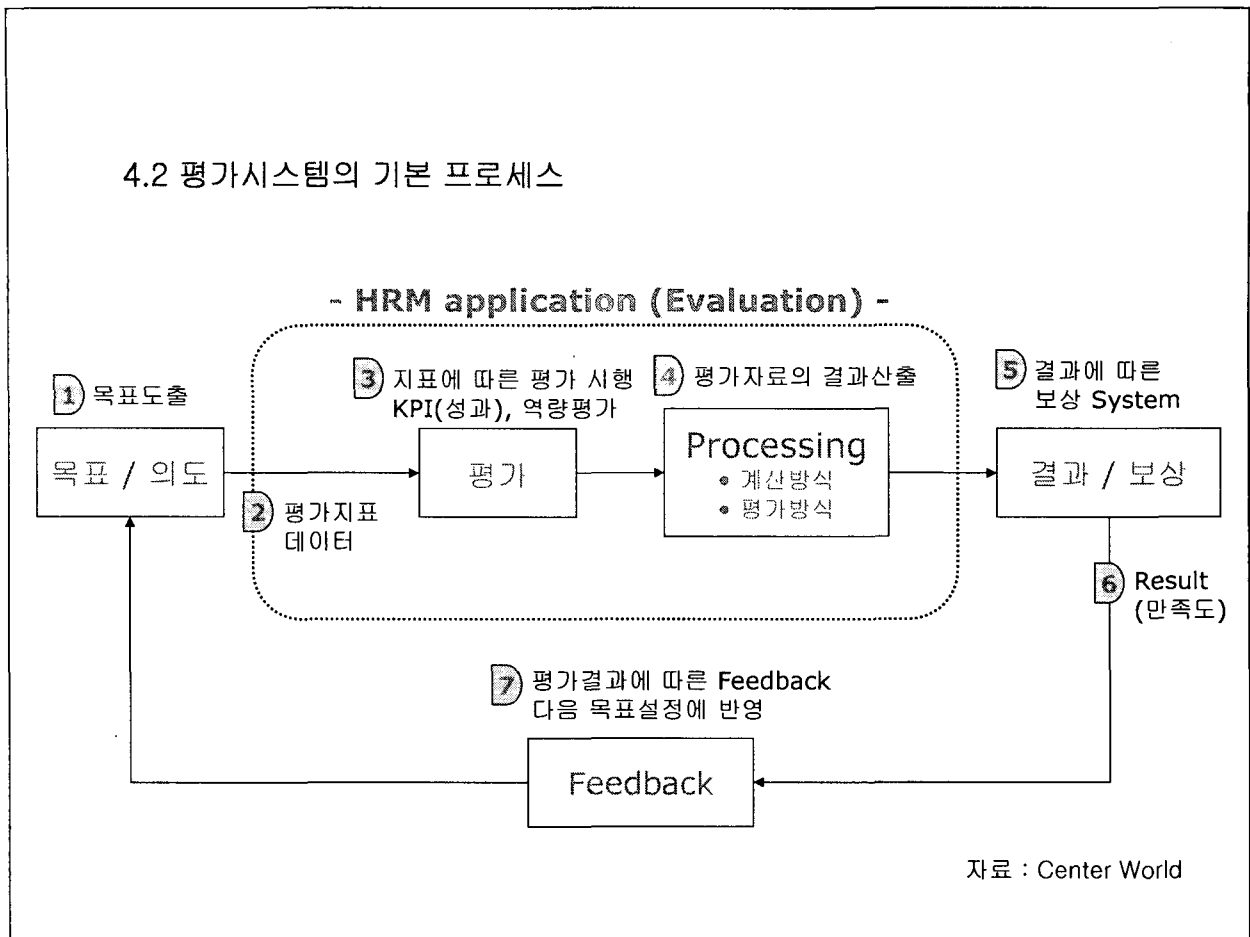 4.2 평가시스템의 기본 프로세스
- HRM application (Evaluation) -
1 목표도출
목표 / 의도
2 평가지표
데이터
3 지표에 따른 평가 시행
KPI(성과), 역량평가
평가
4 평가자료의 결과산출
Processing
• 계산방식
• 평가방식
5 결과에 따른
보상 System
결과 / 보상
6 Result
(만족도)
7 평가결과에 따른 Feedback
다음 목표설정에 반영
Feedback
자료 : Center World